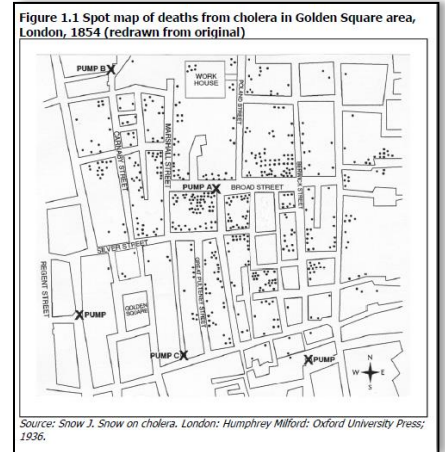 Figure 1.1 Spot map of deaths from cholera in Golden Square area,
London, 1854 (redrawn from original)
PUMP B
WORK
HOUSE
POLAND STREET
MARSHALL STREET
CARNABY STREET
BERWICK STREET
PUMP A
BROAD STREET
SILVER STREET
GREAT PULTENEY STREET
REGENT STREET
GOLDEN
SQUARE
PUMP
PUMP C
PUMP
N
W
E
S
Source: Snow J. Snow on cholera. London: Humphrey Milford: Oxford University Press;
1936.